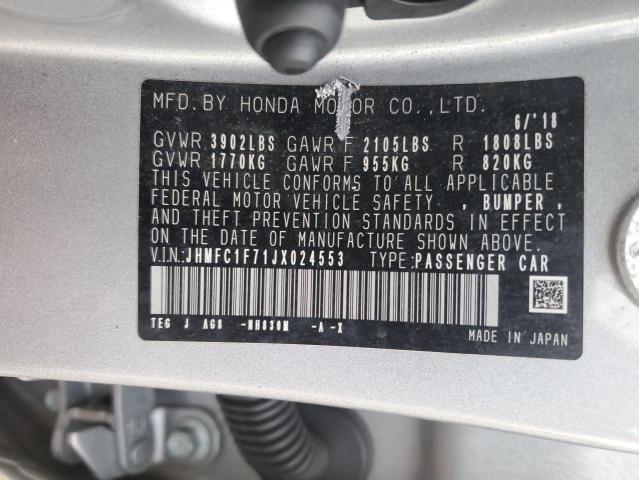 MFD. BY HONDA MOTOR CO.,LTD.
6/'18
GVWR 3902LBS GAWR F 2105LBS R 1808LBS
GVWR 1770KG GAWR F 955KG R 820KG
THIS VEHICLE CONFORMS TO ALL APPLICABLE
FEDERAL MOTOR VEHICLE SAFETY, , BUMPER ,
AND THEFT PREVENTION STANDARDS IN EFFECT
ON THE DATE OF MANUFACTURE SHOWN ABOVE.
V.I.N:JHMFC1F71JX024553 TYPE:PASSENGER CAR
TEG J AG8 -NH830M -A -X
MADE IN JAPAN